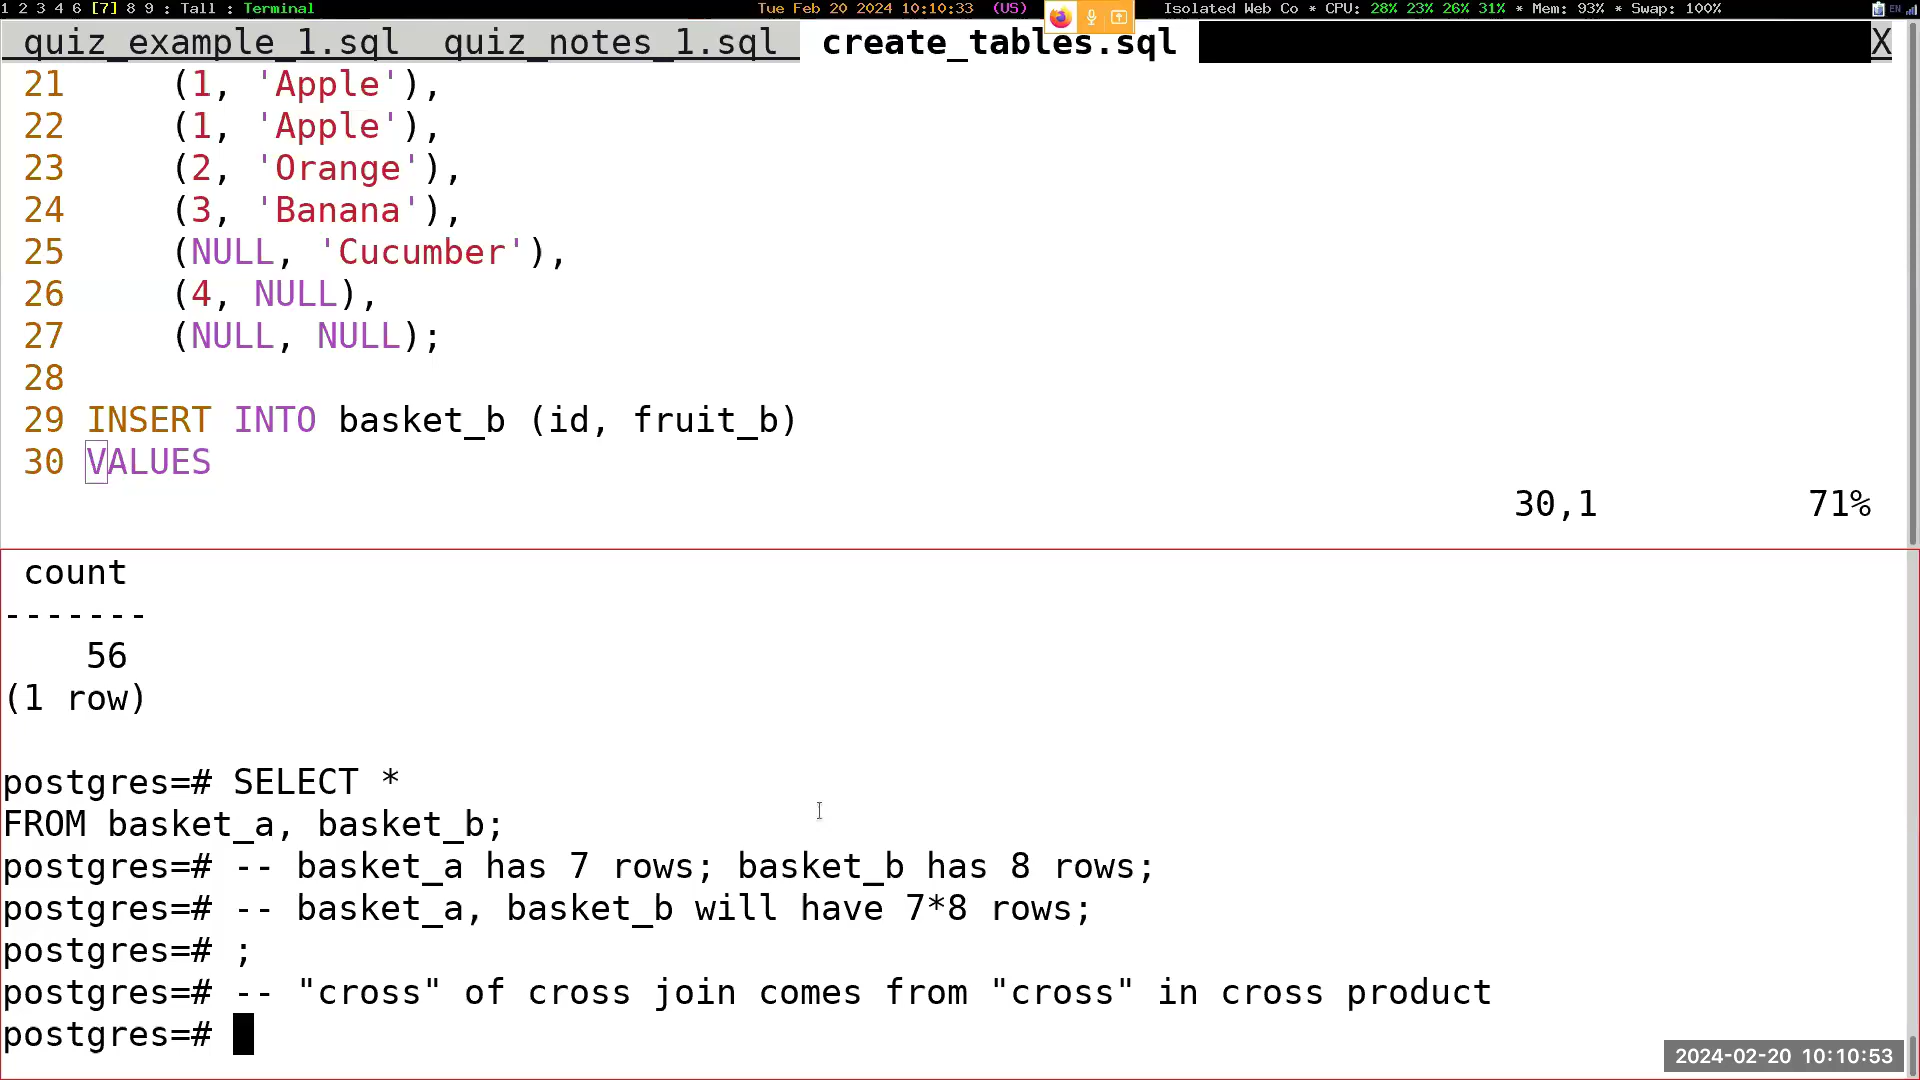 1 2 3 4 6 [7] 8 9 : Tall : Terminal Tue Feb 20 2024 10:10:33 (US) Isolated Web Co * CPU: 28% 23% 26% 31% * Mem: 93% * Swap: 100% EN
quiz_example_1.sql quiz_notes_1.sql create_tables.sql X
21 (1, 'Apple'),
22 (1, 'Apple'),
23 (2, 'Orange'),
24 (3, 'Banana'),
25 (NULL, 'Cucumber'),
26 (4, NULL),
27 (NULL, NULL);
28
29 INSERT INTO basket_b (id, fruit_b)
30 VALUES
30,1 71%
count
-------
56
(1 row)
postgres=# SELECT *
FROM basket_a, basket_b;
postgres=# -- basket_a has 7 rows; basket_b has 8 rows;
postgres=# -- basket_a, basket_b will have 7*8 rows;
postgres=# ;
postgres=# -- "cross" of cross join comes from "cross" in cross product
postgres=#
2024-02-20 10:10:53